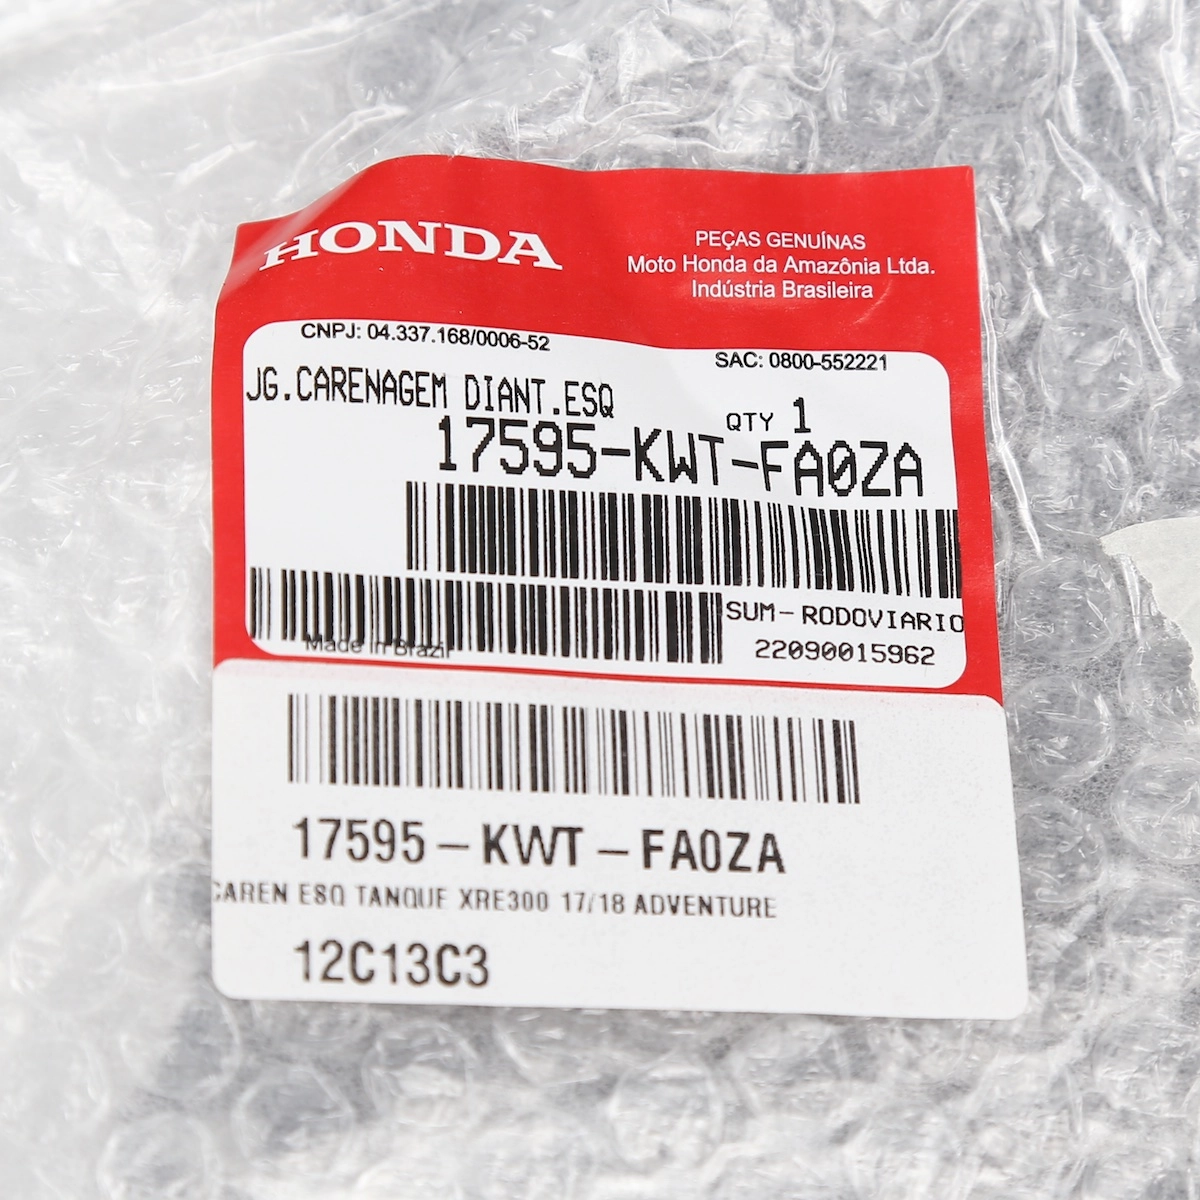 HONDA
PEÇAS GENUÍNAS
Moto Honda da Amazônia Ltda.
Indústria Brasileira
CNPJ: 04.337.168/0006-52
SAC: 0800-552221
JG.CARENAGEM DIANT.ESQ
QTY 1
17595-KWT-FA0ZA
SUM-RODOVIARIO
22090015962
Made in Brazil
17595-KWT-FA0ZA
CAREN ESQ TANQUE XRE300 17/18 ADVENTURE
12C13C3